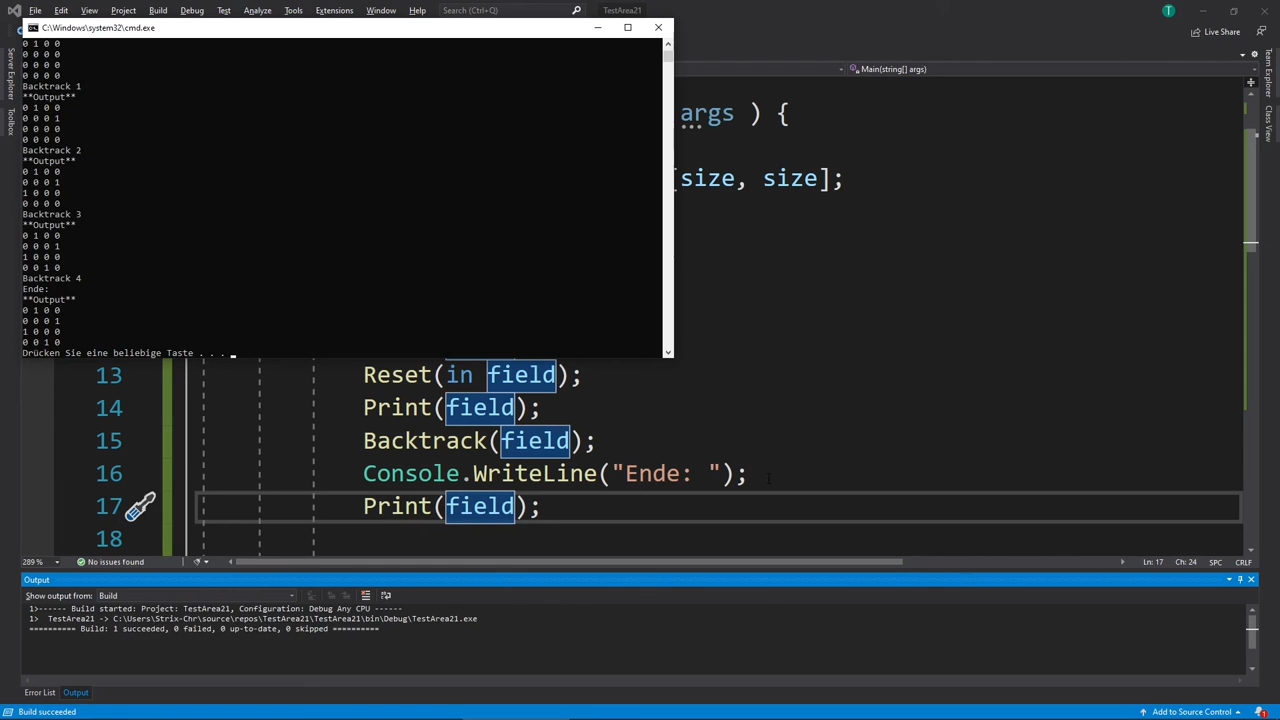 File Edit View Project Build Debug Test Analyze Tools Extensions Window Help Search (Ctrl+Q) TestArea21 T
Live Share
C:\Windows\system32\cmd.exe
0 1 0 0
0 0 0 0
0 0 0 0
0 0 0 0
Backtrack 1
**Output**
0 1 0 0
0 0 0 1
0 0 0 0
0 0 0 0
Backtrack 2
**Output**
0 1 0 0
0 0 0 1
1 0 0 0
0 0 0 0
Backtrack 3
**Output**
0 1 0 0
0 0 0 1
1 0 0 0
0 0 1 0
Backtrack 4
Ende:
**Output**
0 1 0 0
0 0 0 1
1 0 0 0
0 0 1 0
Drücken Sie eine beliebige Taste . . .
Server Explorer
Toolbox
Team Explorer
Class View
Main(string[] args)
args ) {
[size, size];
13 Reset(in field);
14 Print(field);
15 Backtrack(field);
16 Console.WriteLine("Ende: ");
17 Print(field);
18
289 % No issues found Ln: 17 Ch: 24 SPC CRLF
Output
Show output from: Build
1>------ Build started: Project: TestArea21, Configuration: Debug Any CPU ------
1>  TestArea21 -> C:\Users\Strix-Chr\source\repos\TestArea21\TestArea21\bin\Debug\TestArea21.exe
========== Build: 1 succeeded, 0 failed, 0 up-to-date, 0 skipped ==========
Error List Output
Build succeeded Add to Source Control 1